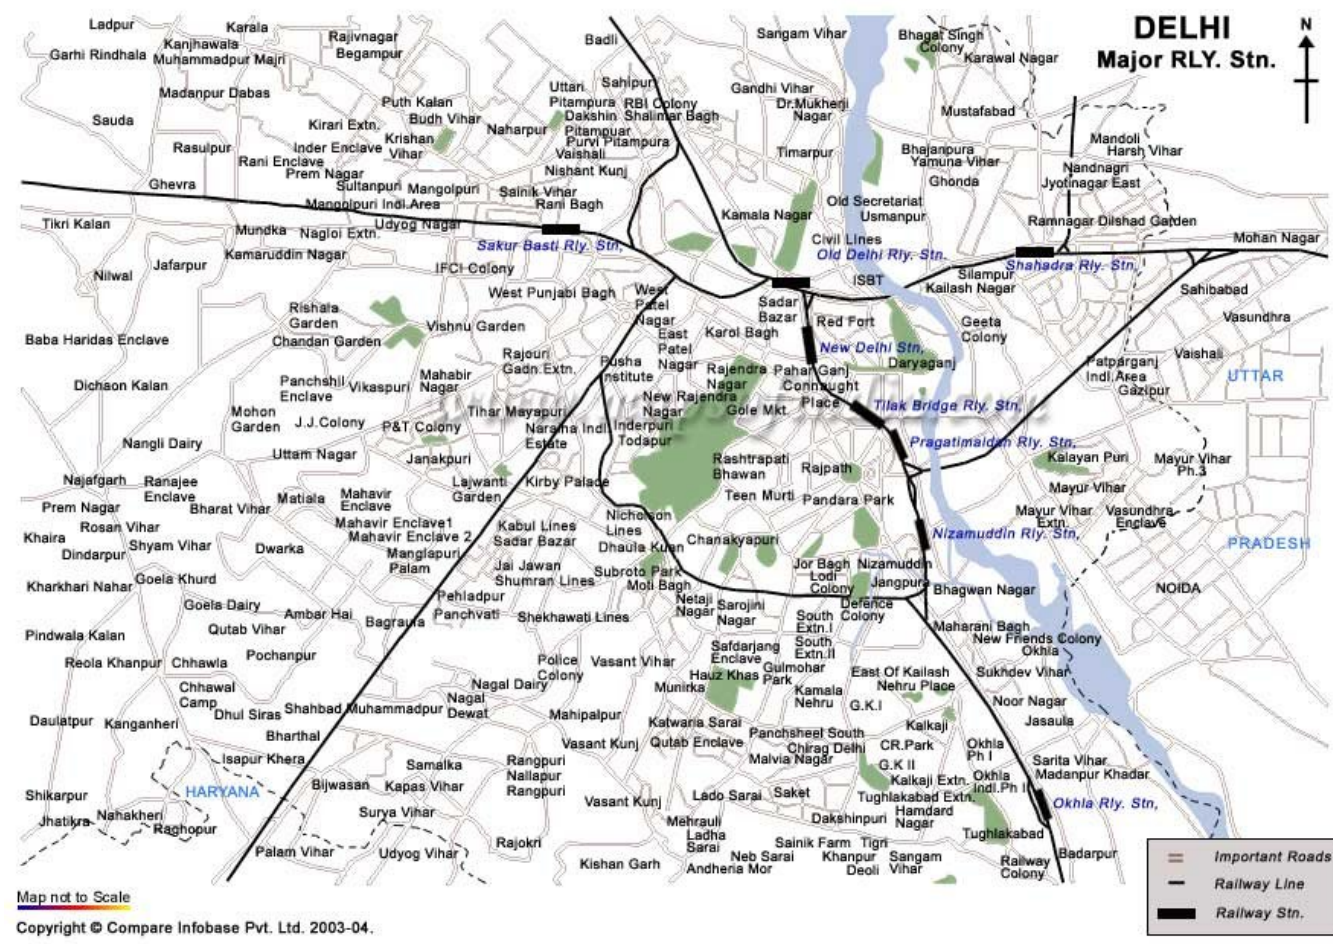 DELHI
Major RLY. Stn.
N
Ladpur
Karala
Rajivnagar
Begampur
Badli
Sangam Vihar
Bhagat Singh
Colony
Karawal Nagar
Garhi Rindhala
Kanjhawala
Muhammadpur Majri
Madanpur Dabas
Sauda
Rasulpur
Ghevra
Puth Kalan
Budh Vihar
Kirari Extn.
Krishan
Vihar
Inder Enclave
Rani Enclave
Prem Nagar
Naharpur
Uttari
Pitampura
Dakshin
Pitampuar
Purvi Pitampura
Vaishali
Nishant Kunj
Sahipur
RBI Colony
Shalimar Bagh
Gandhi Vihar
Dr.Mukherji
Nagar
Timarpur
Mustafabad
Bhajanpura
Yamuna Vihar
Ghonda
Mandoli
Harsh Vihar
Nandnagri
Jyotinagar East
Sultanpuri
Mangolpuri
Mangolpuri Indl.Area
Sainik Vihar
Rani Bagh
Kamala Nagar
Old Secretariat
Usmanpur
Ramnagar
Dilshad Garden
Mohan Nagar
Tikri Kalan
Mundka
Nagloi Extn.
Udyog Nagar
Kamaruddin Nagar
Sakur Basti Rly. Stn,
Civil Lines
Old Delhi Rly. Stn.
ISBT
Shahadra Rly. Stn,
Silampur
Kailash Nagar
Sahibabad
Vasundhra
Nilwal
Jafarpur
IFCI Colony
West Punjabi Bagh
West
Patel
Nagar
Sadar
Bazar
Red Fort
Geeta
Colony
Rishala
Garden
Chandan Garden
Vishnu Garden
East
Patel
Nagar
Karol Bagh
New Delhi Stn,
Daryaganj
Vaishali
Baba Haridas Enclave
Rajouri
Gadn.Extn.
Pusha
Institute
Rajendra
Nagar
Pahar Ganj
Connaught
Place
Patparganj
Indl.Area
Gazipur
UTTAR
Dichaon Kalan
Panchshil
Enclave
Vikaspuri
Mahabir
Nagar
New Rajendra
Nagar
Gole Mkt.
Tilak Bridge Rly. Stn,
Mohon
Garden
J.J.Colony
P&T Colony
Tihar Mayapuri
Naraina Indl.
Estate
Inderpuri
Todapur
Pragatimaidan Rly. Stn,
Nangli Dairy
Uttam Nagar
Janakpuri
Rashtrapati
Bhawan
Rajpath
Kalayan Puri
Mayur Vihar
Ph.3
Najafgarh
Ranajee
Enclave
Lajwanti
Garden
Kirby Palace
Teen Murti
Pandara Park
Mayur Vihar
Prem Nagar
Bharat Vihar
Matiala
Mahavir
Enclave
Nicholson
Lines
Mayur Vihar
Extn.
Vasundhra
Enclave
Rosan Vihar
Khaira
Dindarpur
Shyam Vihar
Mahavir Enclave1
Mahavir Enclave 2
Kabul Lines
Sadar Bazar
Dhaula Kuan
Chanakyapuri
Nizamuddin Rly. Stn,
PRADESH
Dwarka
Manglapuri
Palam
Jai Jawan
Shumran Lines
Subroto Park
Moti Bagh
Jor Bagh
Lodi
Colony
Nizamuddin
Jangpura
Kharkhari Nahar
Goela Khurd
Pehladpur
Panchvati
Netaji
Nagar
Sarojini
Nagar
Defence
Colony
Bhagwan Nagar
NOIDA
Goela Dairy
Ambar Hai
Bagraula
Shekhawati Lines
South
Extn.I
South
Extn.II
Maharani Bagh
New Friends Colony
Okhla
Pindwala Kalan
Qutab Vihar
Reola Khanpur
Chhawla
Pochanpur
Police
Colony
Vasant Vihar
Safdarjang
Enclave
Hauz Khas
Gulmohar
Park
East Of Kailash
Nehru Place
Sukhdev Vihar
Chhawal
Camp
Nagal Dairy
Munirka
Kamala
Nehru
G.K.I
Noor Nagar
Jasaula
Daulatpur
Kanganheri
Dhul Siras
Shahbad Muhammadpur
Nagal
Dewat
Mahipalpur
Katwaria Sarai
Kalkaji
Bharthal
Vasant Kunj
Qutab Enclave
Panchsheel South
Chirag Delhi
Malvia Nagar
CR.Park
Okhla
Ph I
Isapur Khera
Samalka
Rangpuri
Nallapur
Rangpuri
G.K II
Kalkaji Extn.
Okhla
Indl.Ph I
Sarita Vihar
Madanpur Khadar
Shikarpur
HARYANA
Bijwasan
Kapas Vihar
Vasant Kunj
Lado Sarai
Saket
Tughlakabad Extn.
Okhla Rly. Stn,
Jhatikra
Nahakheri
Raghopur
Surya Vihar
Mehrauli
Ladha
Sarai
Dakshinpuri
Hamdard
Nagar
Tughlakabad
Palam Vihar
Udyog Vihar
Rajokri
Kishan Garh
Neb Sarai
Andheria Mor
Sainik Farm
Tigri
Khanpur
Deoli
Sangam
Vihar
Railway
Colony
Badarpur
Important Roads
Railway Line
Railway Stn.
Map not to Scale
Copyright © Compare Infobase Pvt. Ltd. 2003-04.